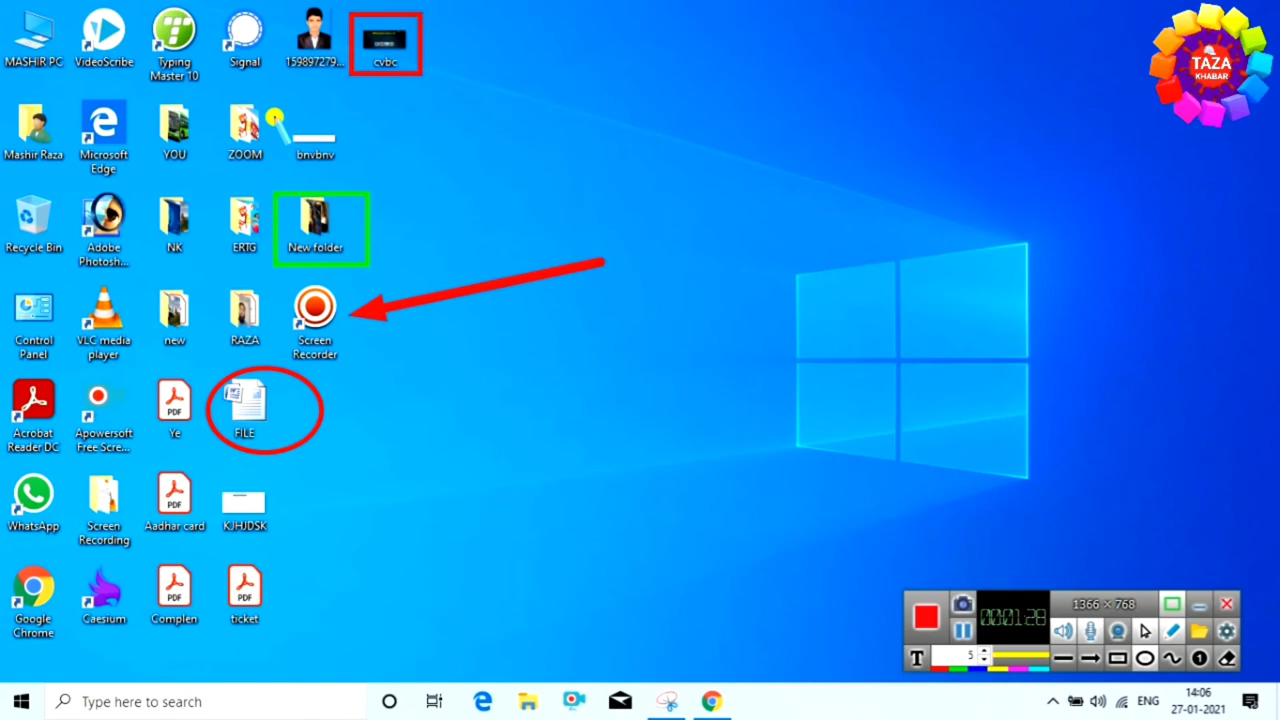 MASHIR PC
VideoScribe
Typing
Master 10
Signal
159897279...
cvbc
TAZA
KHABAR
Mashir Raza
Microsoft
Edge
YOU
ZOOM
bnvbnv
Recycle Bin
Adobe
Photosh...
NK
ERTG
New folder
Control
Panel
VLC media
player
new
RAZA
Screen
Recorder
Acrobat
Reader DC
Apowersoft
Free Scre...
PDF
Ye
FILE
WhatsApp
Screen
Recording
PDF
Aadhar card
KJHJDSK
Google
Chrome
Caesium
PDF
Complen
PDF
ticket
0:00:01:28
1366 × 768
T
5
1
Type here to search
ENG
14:06
27-01-2021